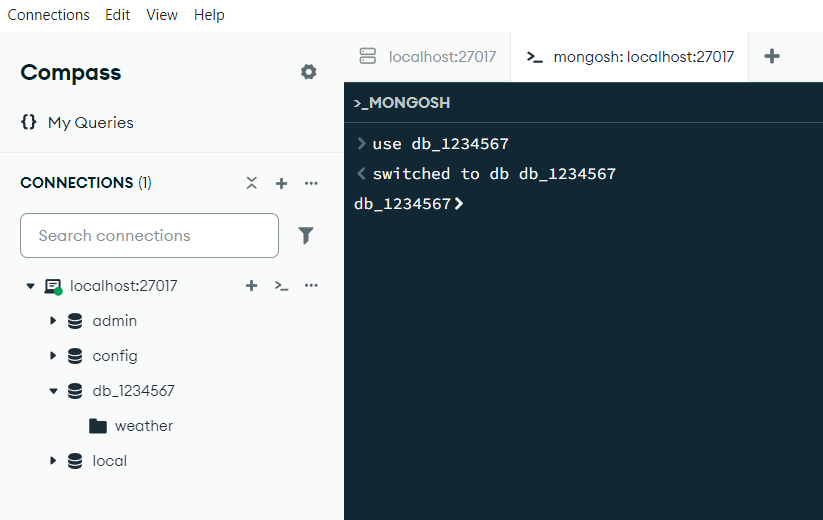 Connections Edit View Help
Compass
My Queries
CONNECTIONS (1)
Search connections
localhost:27017
admin
config
db_1234567
weather
local
localhost:27017
mongosh: localhost:27017
>_MONGOSH
use db_1234567
switched to db db_1234567
db_1234567>